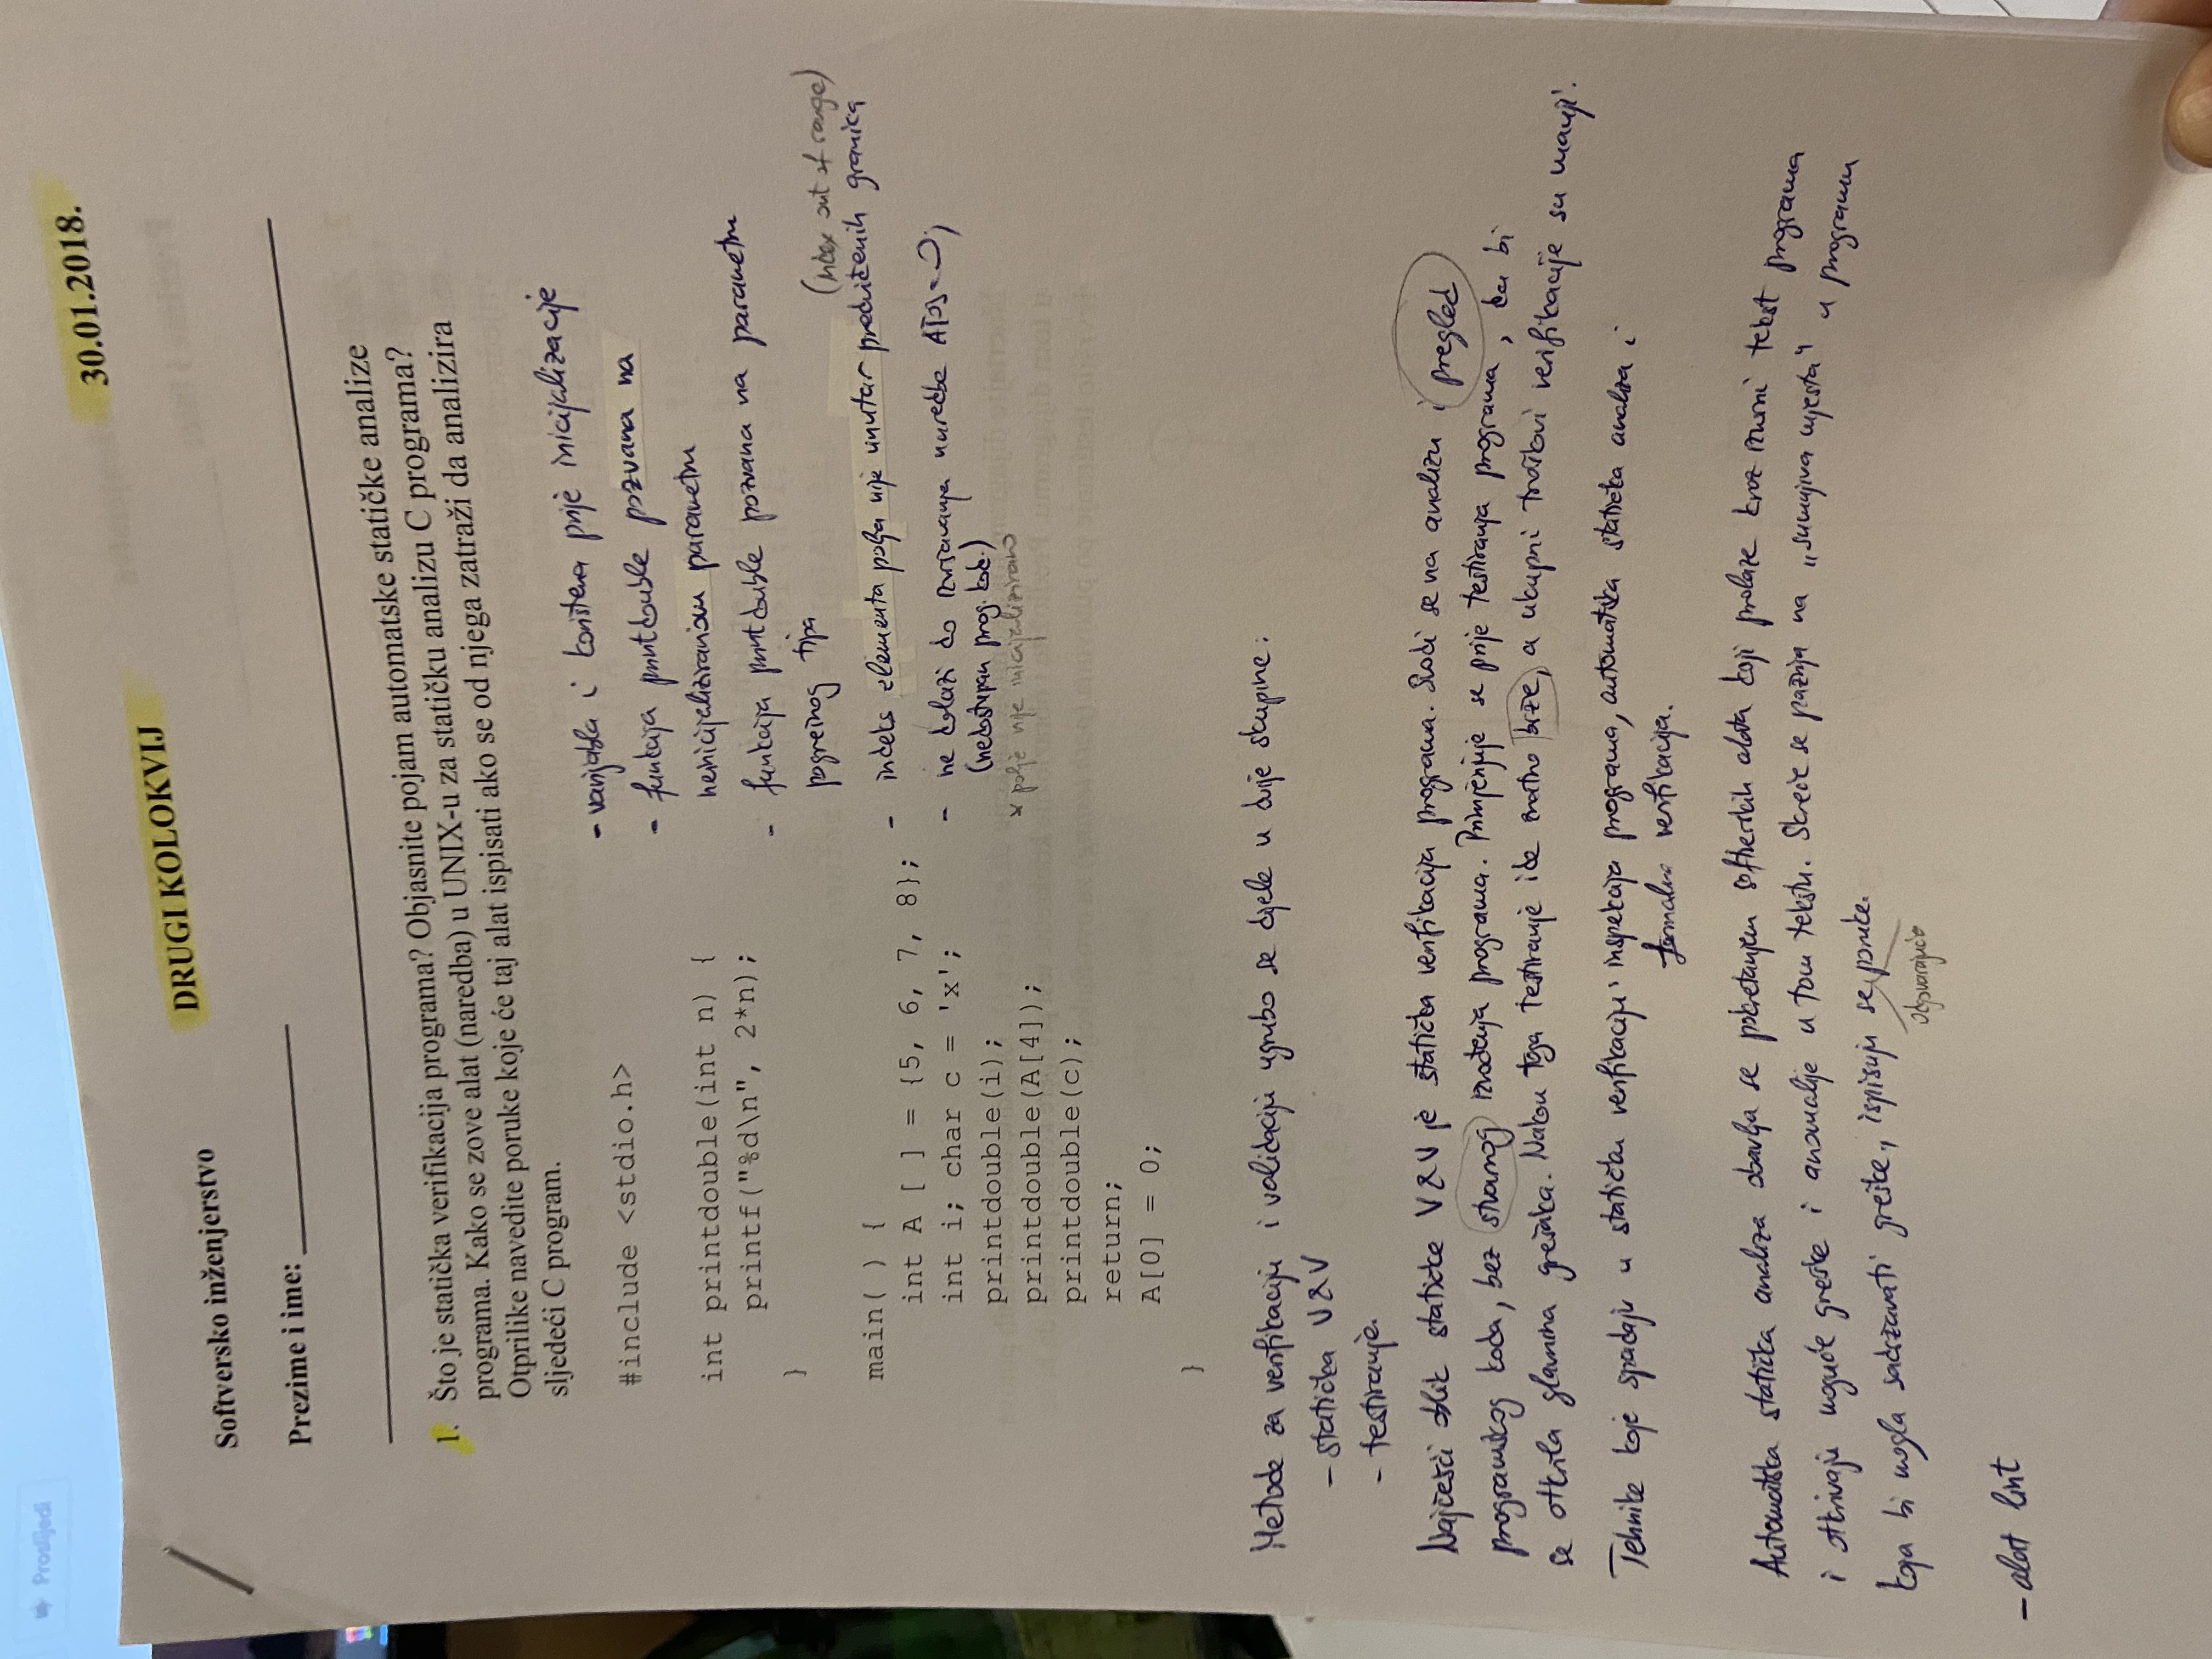 Proslijedi
30.01.2018.
DRUGI KOLOKVIJ
Softversko inženjerstvo
Prezime i ime: ____________
1. Što je statička verifikacija programa? Objasnite pojam automatske statičke analize
programa. Kako se zove alat (naredba) u UNIX-u za statičku analizu C programa?
Otprilike navedite poruke koje će taj alat ispisati ako se od njega zatraži da analizira
sljedeći C program.
#include <stdio.h>
int printdouble(int n) {
printf("%d\n", 2*n);
}
main( ) {
int A [ ] = {5, 6, 7, 8};
int i; char c = 'x';
printdouble(i);
printdouble(A[4]);
printdouble(c);
return;
A[0] = 0;
}
- varijabla i korištena prije inicijalizacije
- funkcija printdouble pozvana na
neinicijaliziranom parametru
- funkcija printdouble pozvana na parametru
pogrešnog tipa
(index out of range)
- indeks elementa polja nije unutar predviđenih granica
- ne dolazi do izvršavanja naredbe A[0]=0;
(nedostupan prog. kod.)
* polje nije inicijalizirano
Metode za verifikaciju i validaciju ugrubo se dijele u dvije skupine:
- statička V&V
- testiranje.
Najčešći oblik statičke V&V je statička verifikacija programa. Svodi se na analizu i pregled
programskog koda, bez stvarnog izvođenja programa. Primjenjuje se prije testiranja programa, da bi
se otkrila glavnina grešaka. Nakon toga testiranje ide znatno brže, a ukupni troškovi verifikacije su manji.
Tehnike koje spadaju u statičku verifikaciju: inspekcija programa, automatska statička analiza i
formalna verifikacija.
Automatska statička analiza obavlja se pokretanjem softverskih alata koji prolaze kroz izvorni tekst programa
i otkrivaju moguće greške i anomalije u tom tekstu. Skreće se pažnja na „sumnjiva mjesta" u programu
koja bi mogla sadržavati greške, ispisuju se poruke.
odgovarajuće
- alat lint